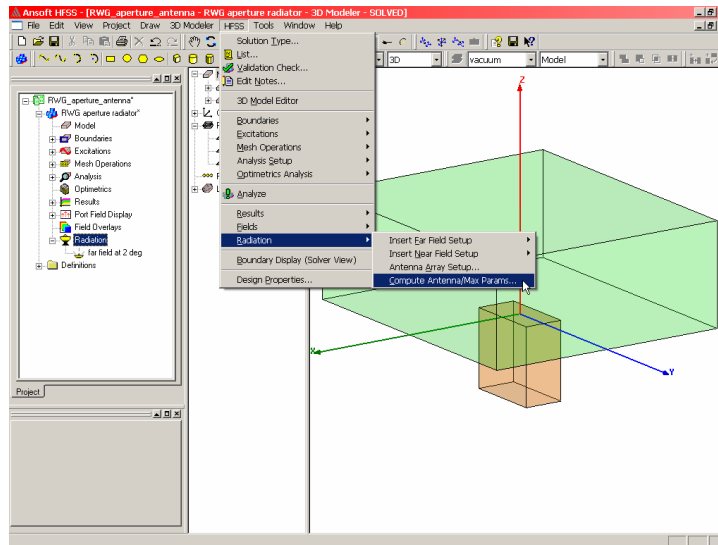 Ansoft HFSS - [RWG_aperture_antenna - RWG aperture radiator - 3D Modeler - SOLVED]
File Edit View Project Draw 3D Modeler HFSS Tools Window Help
3D vacuum Model
Solution Type...
List...
Validation Check...
Edit Notes...
3D Model Editor
Boundaries
Excitations
Mesh Operations
Analysis Setup
Optimetrics Analysis
Analyze
Results
Fields
Radiation
Boundary Display (Solver View)
Design Properties...
Insert Far Field Setup
Insert Near Field Setup
Antenna Array Setup...
Compute Antenna/Max Params...
RWG_aperture_antenna*
RWG aperture radiator*
Model
Boundaries
Excitations
Mesh Operations
Analysis
Optimetrics
Results
Port Field Display
Field Overlays
Radiation
far field at 2 deg
Definitions
Project
Z
X
Y